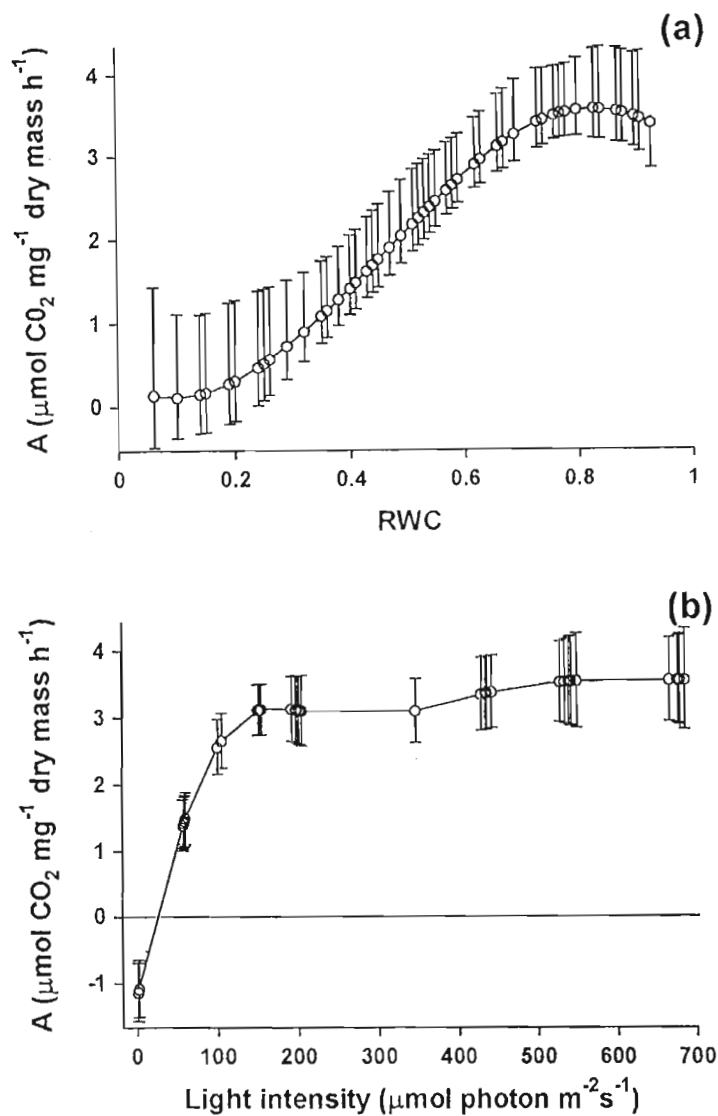 (a)
A (μmol C0₂ mg⁻¹ dry mass h⁻¹)
4
3
2
1
0
0 0.2 0.4 0.6 0.8 1
RWC
(b)
A (μmol CO₂ mg⁻¹ dry mass h⁻¹)
4
3
2
1
0
-1
0 100 200 300 400 500 600 700
Light intensity (μmol photon m⁻²s⁻¹)